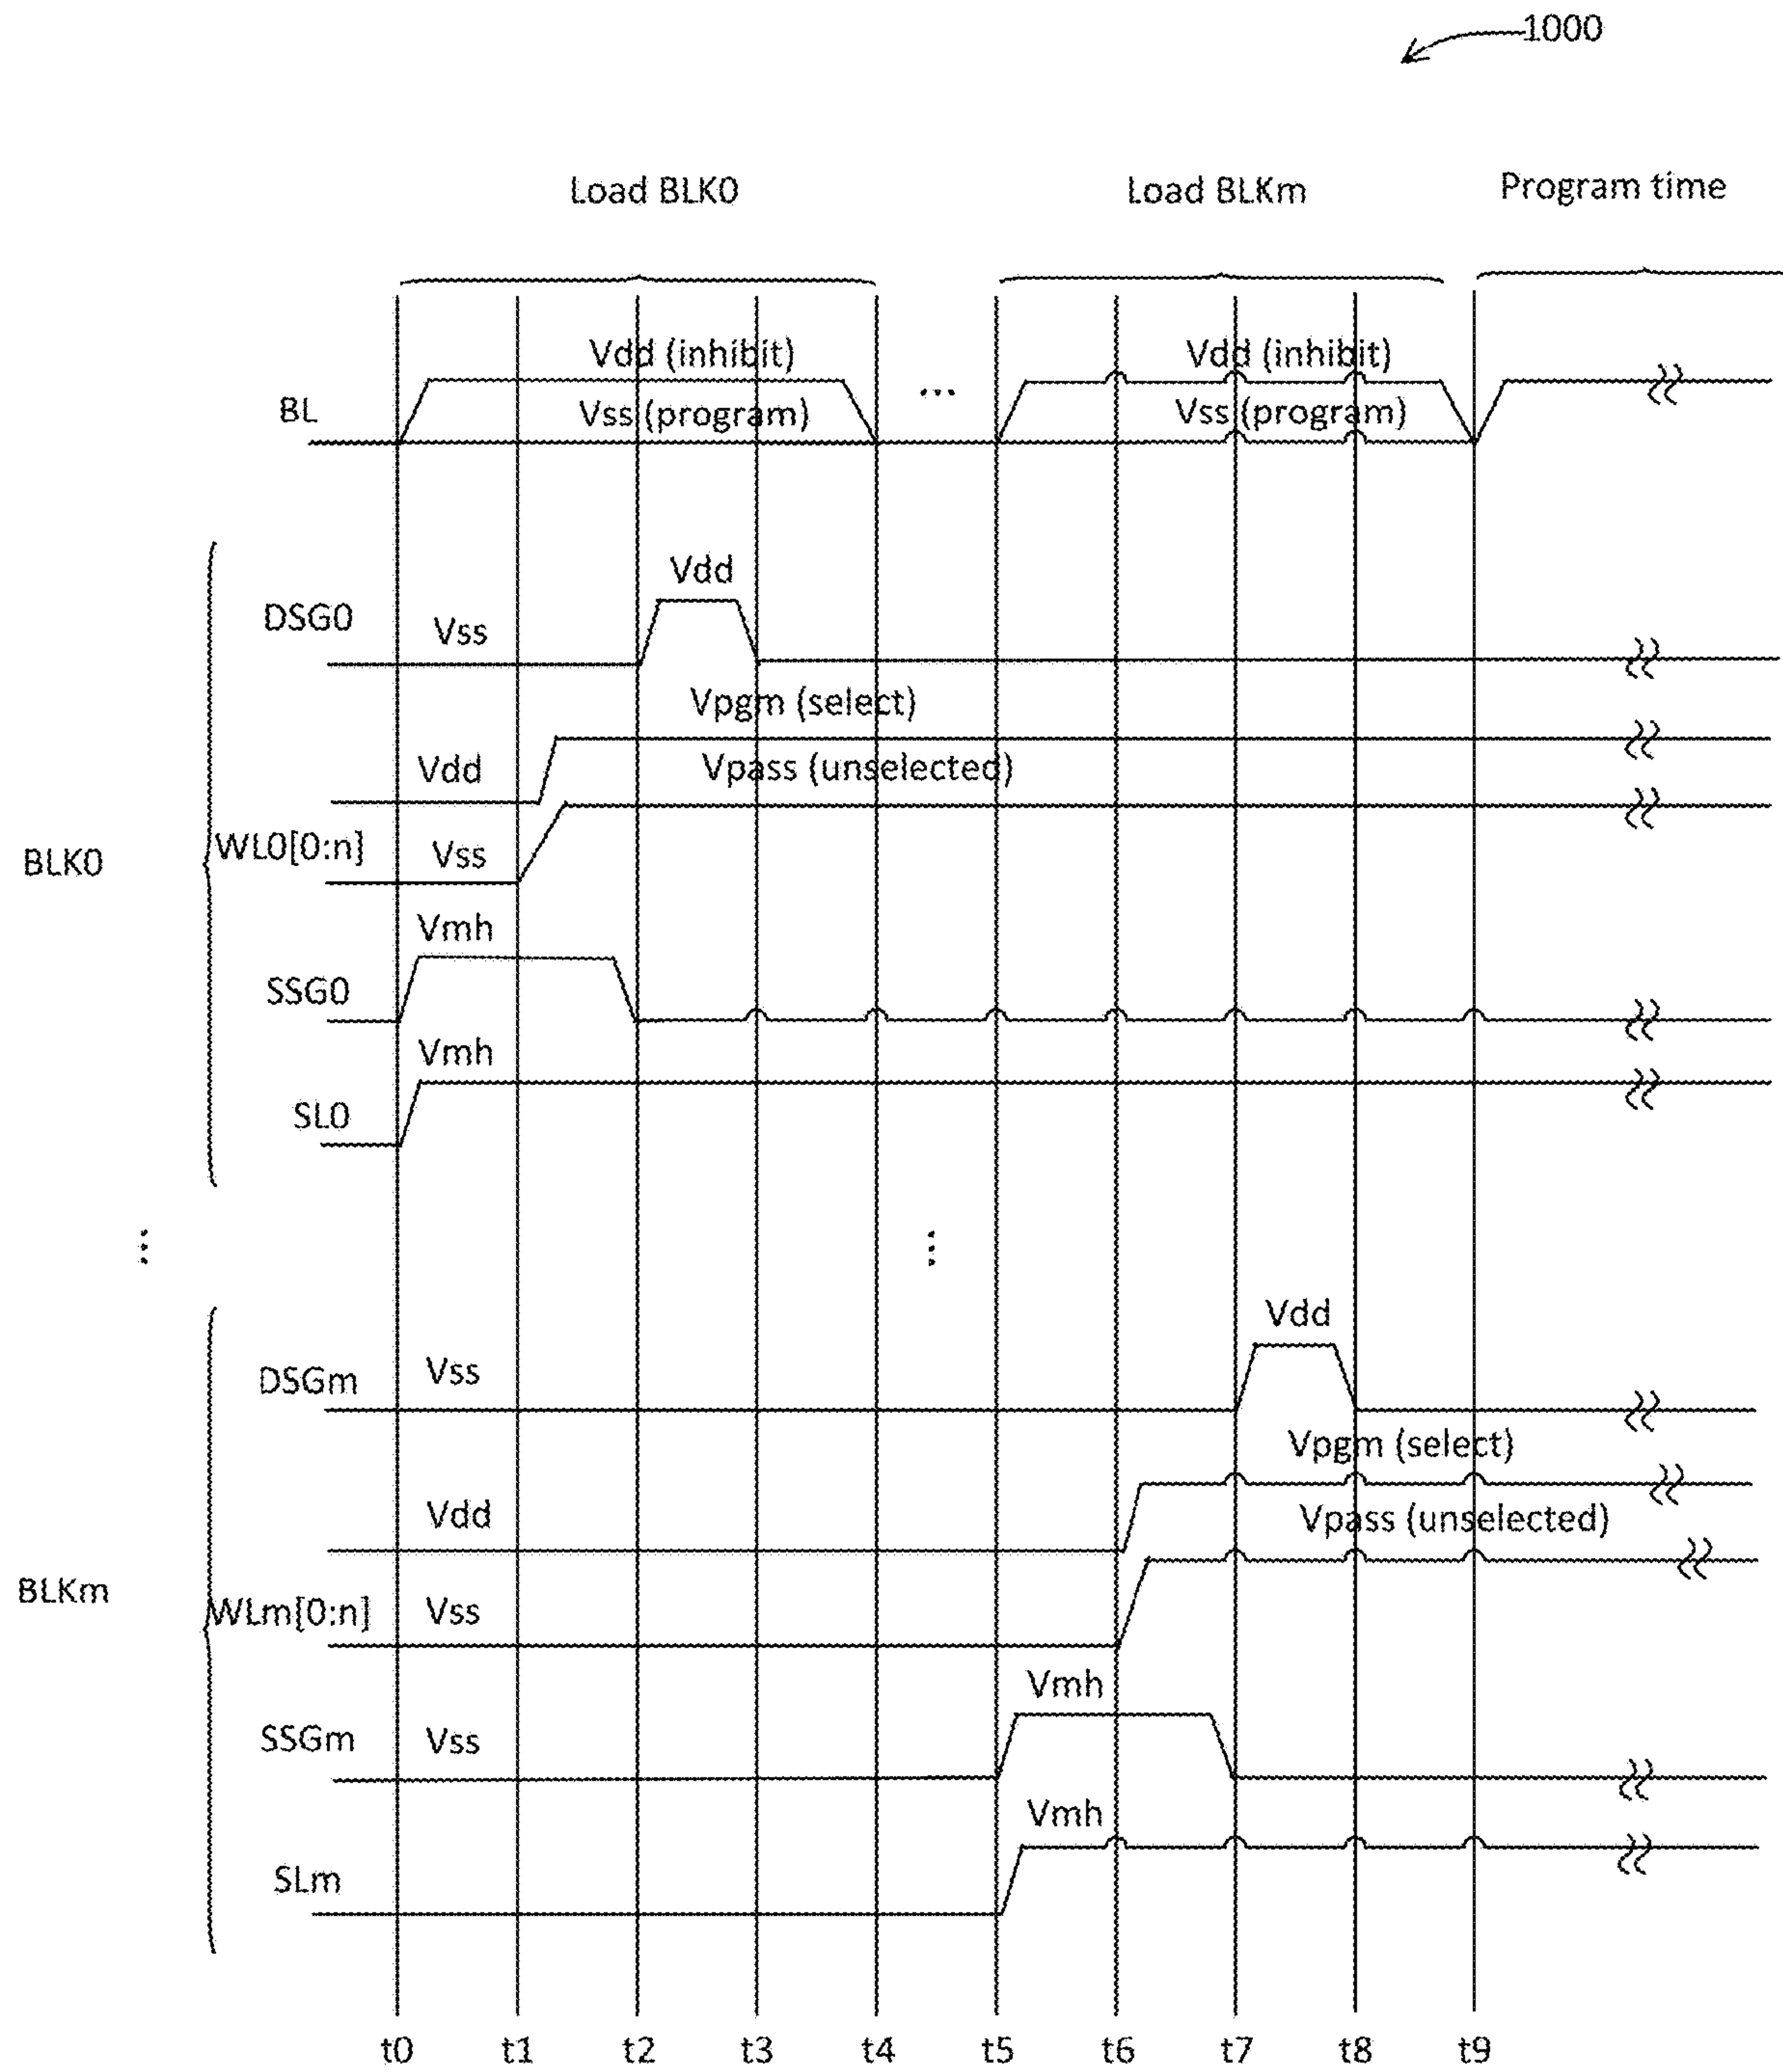 1000
Load BLK0
Load BLKm
Program time
Vdd (inhibit)
Vdd (inhibit)
...
BL
Vss (program)
Vss (program)
Vdd
DSG0
Vss
Vpgm (select)
Vdd
Vpass (unselected)
WL0[0:n]
Vss
BLK0
Vmh
SSG0
Vmh
SL0
...
...
Vdd
DSGm
Vss
Vpgm (select)
Vdd
Vpass (unselected)
BLKm
WLm[0:n]
Vss
Vmh
SSGm
Vss
Vmh
SLm
t0 t1 t2 t3 t4 t5 t6 t7 t8 t9